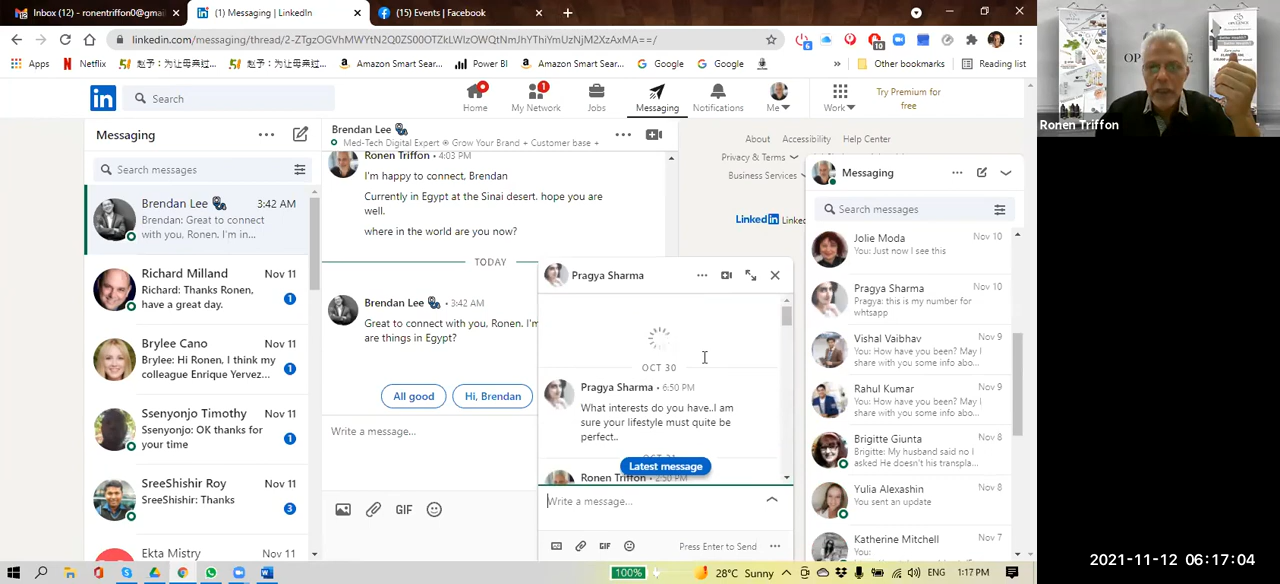 Inbox (12) - ronentriffon0@gmai
(1) Messaging | LinkedIn
(15) Events | Facebook
Apps
Netflix
Amazon Smart Sear...
Power BI
Amazon Smart Sear...
Google
Google
Other bookmarks
Reading list
in
Search
Home
My Network
Jobs
Messaging
Notifications
Me
Work
Try Premium for
free
Messaging
Search messages
Brendan Lee
3:42 AM
Brendan: Great to connect
with you, Ronen. I'm in...
Richard Milland
Nov 11
Richard: Thanks Ronen,
have a great day.
1
Brylee Cano
Nov 11
Brylee: Hi Ronen, I think my
colleague Enrique Yervez...
1
Ssenyonjo Timothy
Nov 11
Ssenyonjo: OK thanks for
your time
1
SreeShishir Roy
Nov 11
SreeShishir: Thanks
3
Ekta Mistry
Nov 11
Brendan Lee
Med-Tech Digital Expert ⍟ Grow Your Brand + Customer base +
Ronen Triffon • 4:03 PM
I'm happy to connect, Brendan
Currently in Egypt at the Sinai desert. hope you are
well.
where in the world are you now?
TODAY
Brendan Lee • 3:42 AM
Great to connect with you, Ronen. I'm
are things in Egypt?
All good
Hi, Brendan
Write a message...
GIF
Pragya Sharma
OCT 30
Pragya Sharma • 6:50 PM
What interests do you have..I am
sure your lifestyle must quite be
perfect..
Latest message
Ronen Triffon • 2:50 PM
Write a message...
GIF
Press Enter to Send
About
Accessibility
Help Center
Privacy & Terms
Business Services
LinkedIn
Linked
Messaging
Search messages
Jolie Moda
Nov 10
You: Just now I see this
Pragya Sharma
Nov 10
Pragya: this is my number for
whtsapp
Vishal Vaibhav
Nov 9
You: How have you been? May I
share with you some info abo...
Rahul Kumar
Nov 9
You: How have you been? May I
share with you some info abo...
Brigitte Giunta
Nov 8
Brigitte: My husband said no I
asked He doesn't his transpla...
Yulia Alexashin
Nov 8
You sent an update
Katherine Mitchell
Nov 7
You:
Ronen Triffon
2021-11-12 06:17:04
100%
28°C Sunny
ENG
1:17 PM